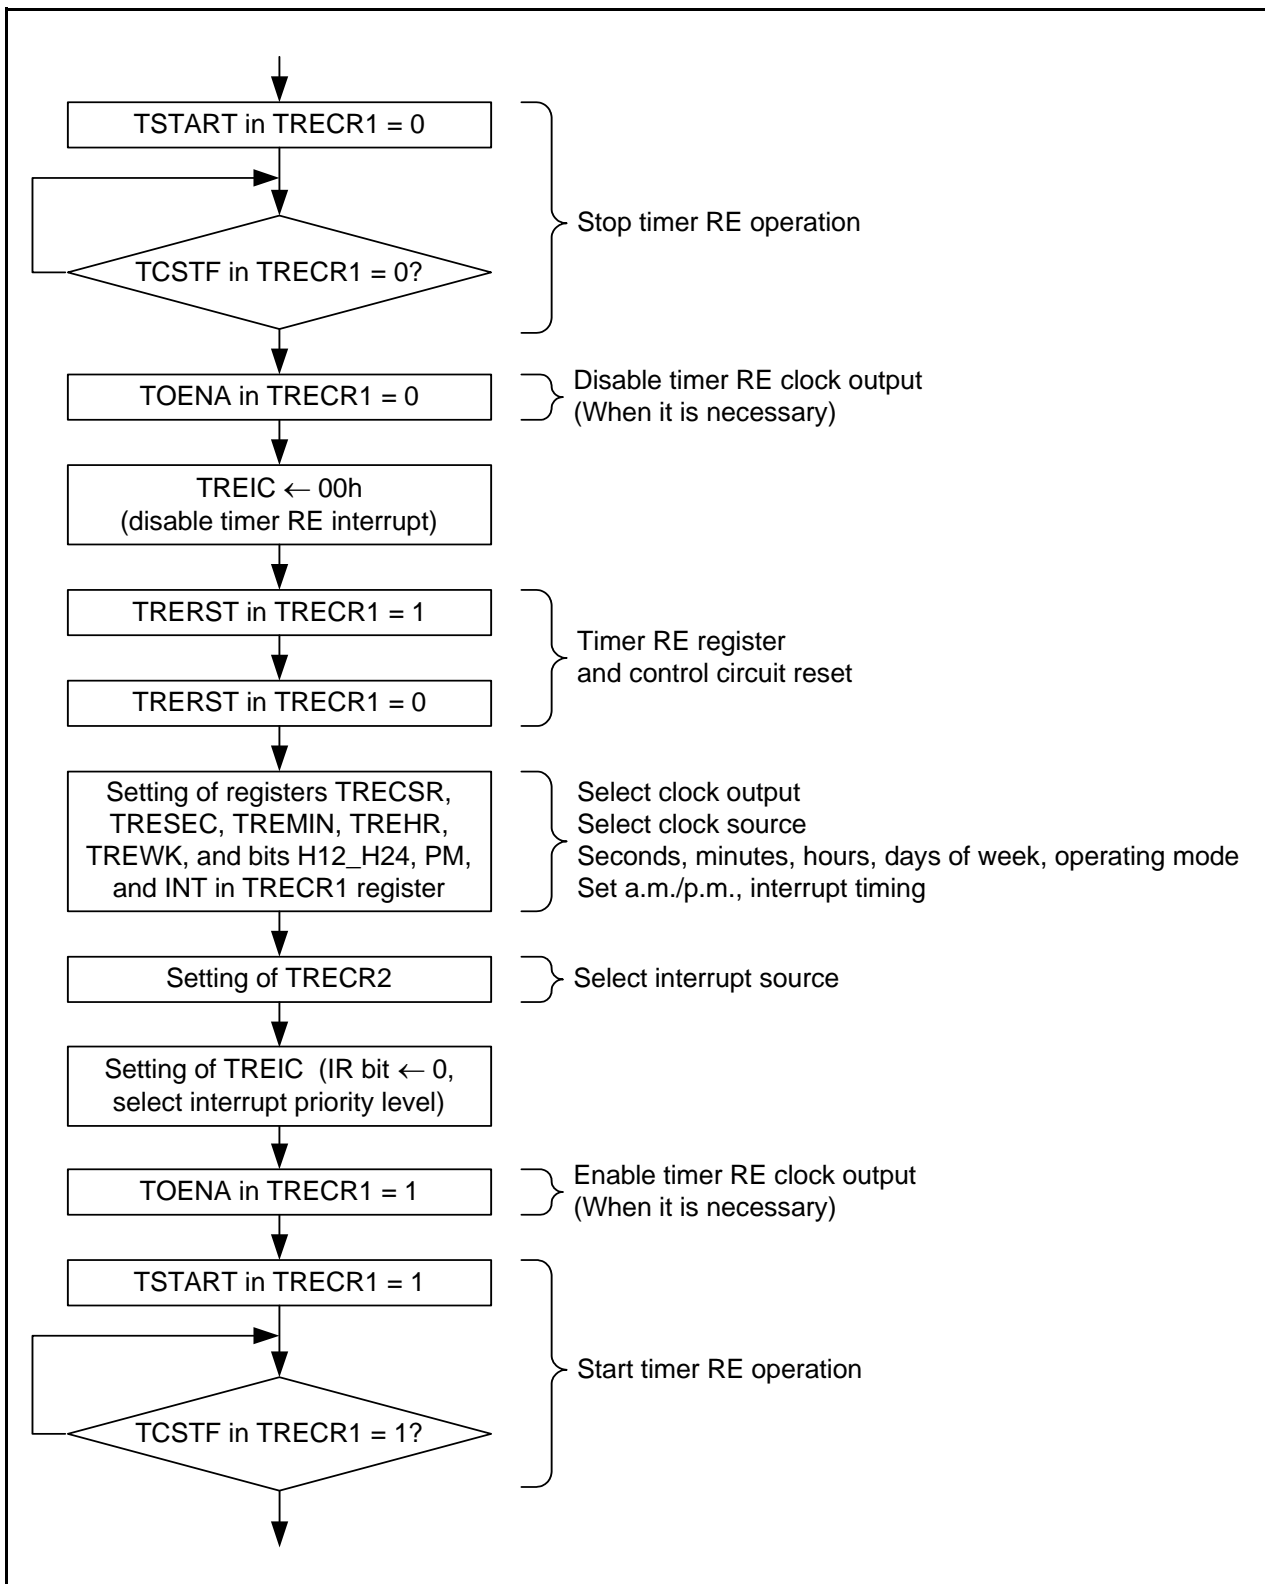 TSTART in TRECR1 = 0
TCSTF in TRECR1 = 0?
Stop timer RE operation
TOENA in TRECR1 = 0
Disable timer RE clock output
(When it is necessary)
TREIC ← 00h
(disable timer RE interrupt)
TRERST in TRECR1 = 1
TRERST in TRECR1 = 0
Timer RE register
and control circuit reset
Setting of registers TRECSR,
TRESEC, TREMIN, TREHR,
TREWK, and bits H12_H24, PM,
and INT in TRECR1 register
Select clock output
Select clock source
Seconds, minutes, hours, days of week, operating mode
Set a.m./p.m., interrupt timing
Setting of TRECR2
Select interrupt source
Setting of TREIC (IR bit ← 0,
select interrupt priority level)
TOENA in TRECR1 = 1
Enable timer RE clock output
(When it is necessary)
TSTART in TRECR1 = 1
TCSTF in TRECR1 = 1?
Start timer RE operation